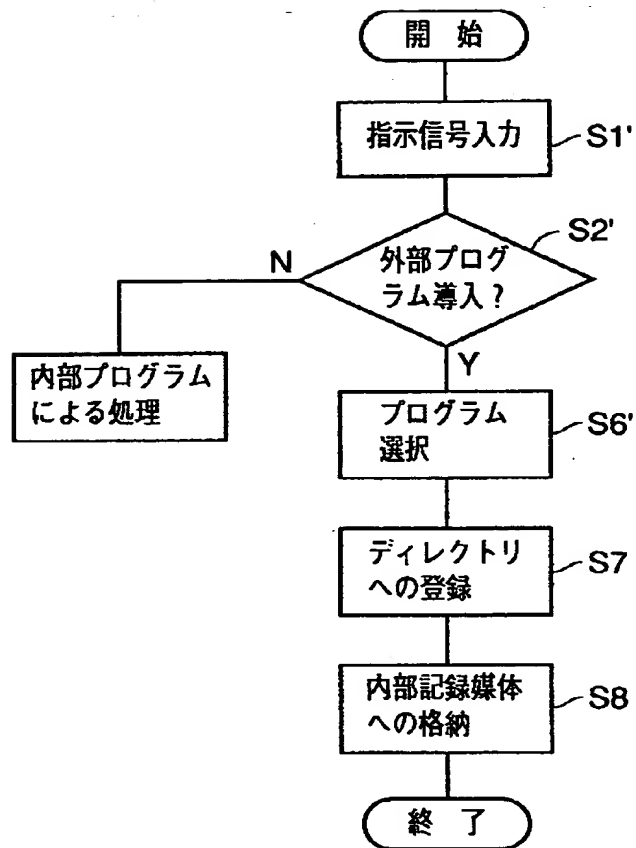 開 始
指示信号入力
S1'
S2'
外部プログ
ラム導入?
N
Y
内部プログラム
による処理
プログラム
選択
S6'
ディレクトリ
への登録
S7
内部記録媒体
への格納
S8
終 了